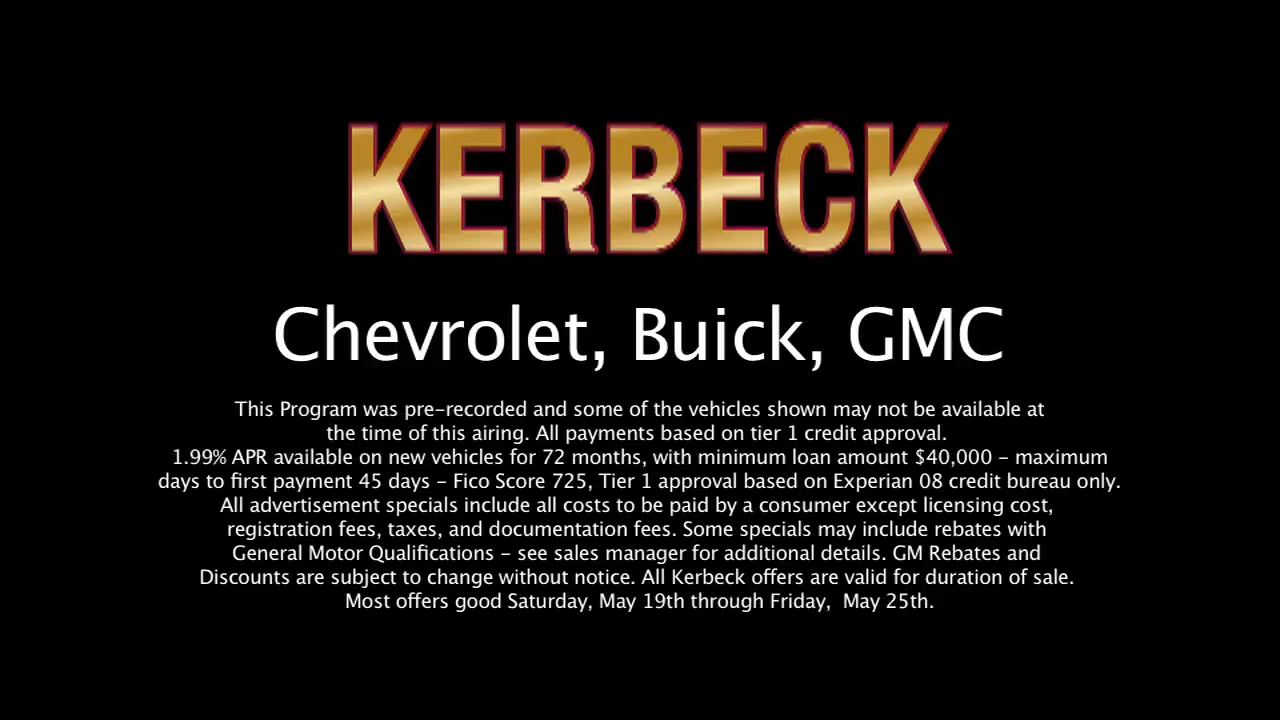 KERBECK
Chevrolet, Buick, GMC
This Program was pre-recorded and some of the vehicles shown may not be available at
the time of this airing. All payments based on tier 1 credit approval.
1.99% APR available on new vehicles for 72 months, with minimum loan amount $40,000 - maximum
days to first payment 45 days - Fico Score 725, Tier 1 approval based on Experian 08 credit bureau only.
All advertisement specials include all costs to be paid by a consumer except licensing cost,
registration fees, taxes, and documentation fees. Some specials may include rebates with
General Motor Qualifications - see sales manager for additional details. GM Rebates and
Discounts are subject to change without notice. All Kerbeck offers are valid for duration of sale.
Most offers good Saturday, May 19th through Friday,  May 25th.